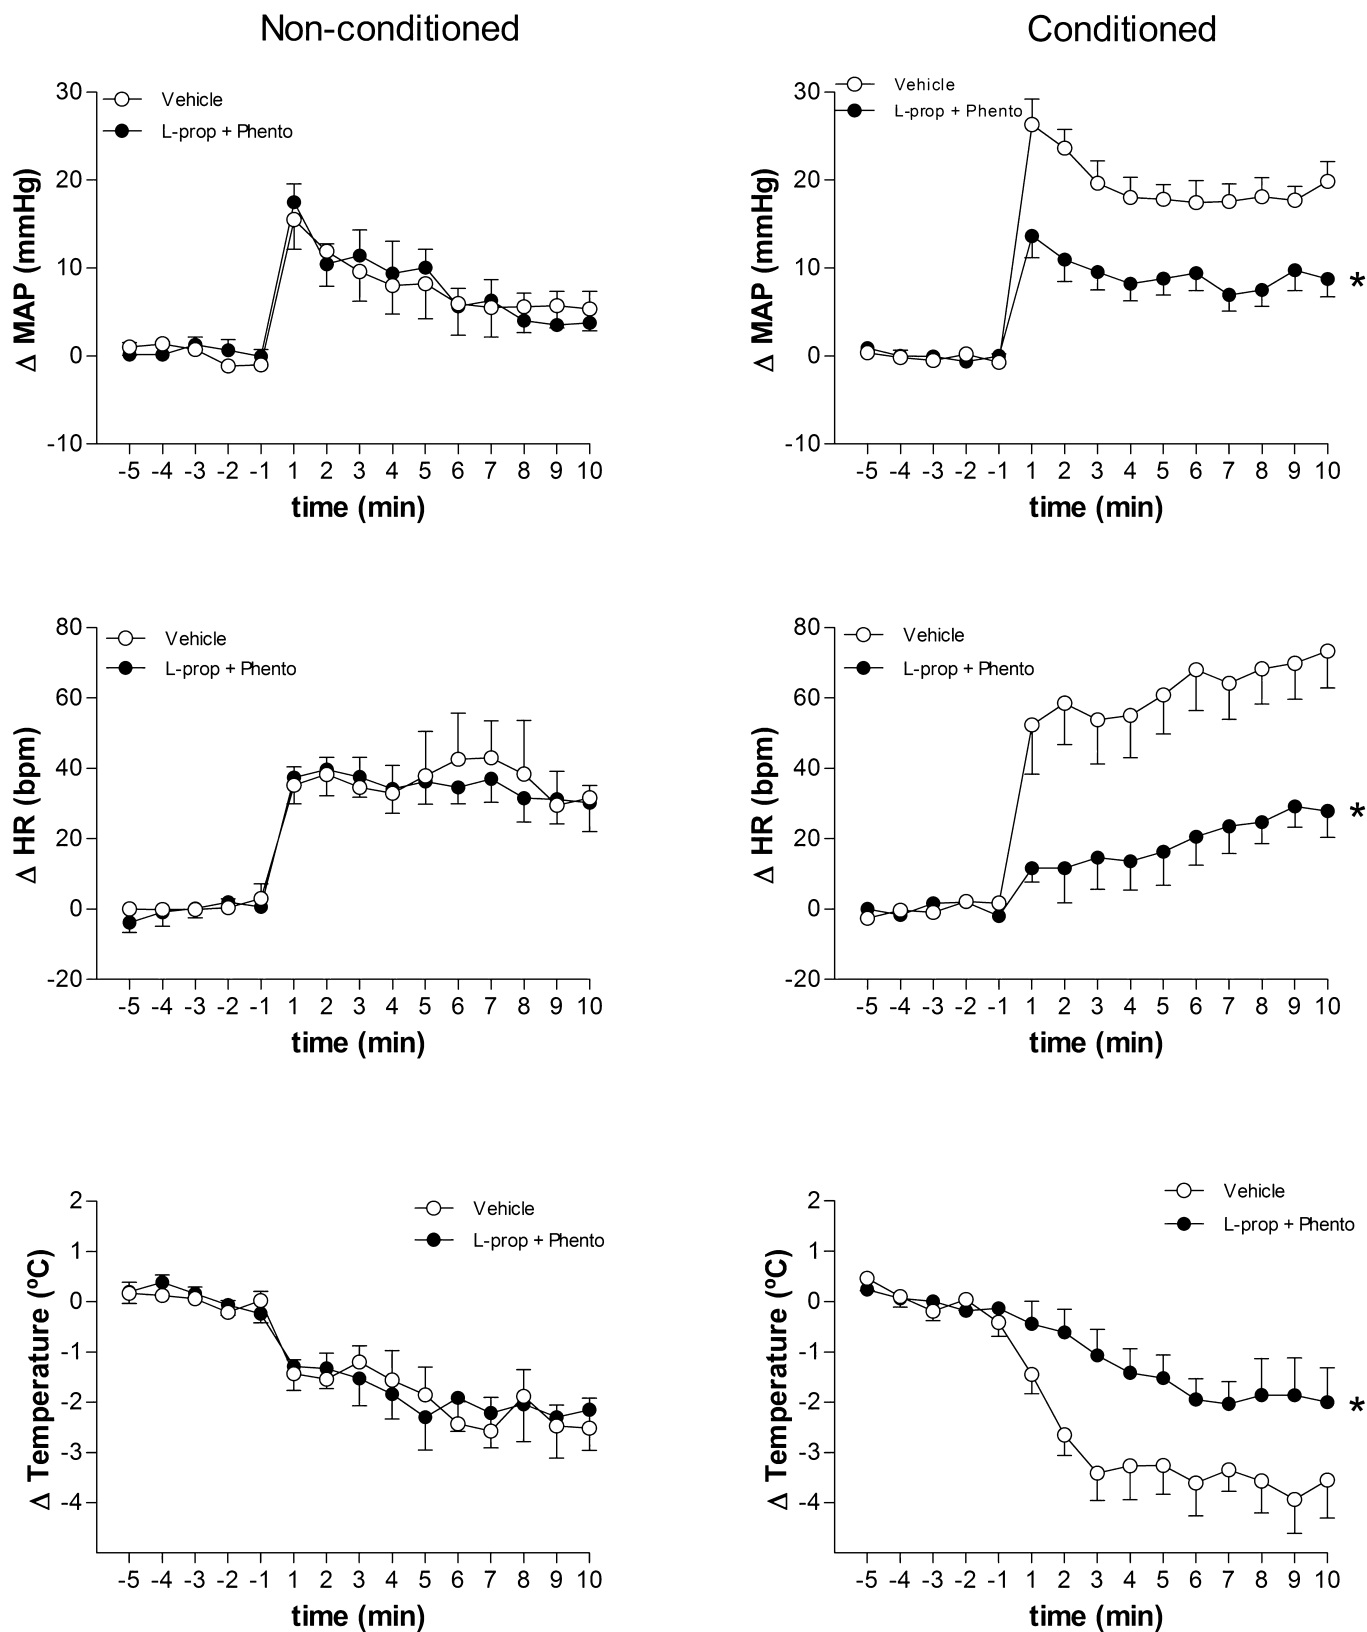 Non-conditioned
Conditioned
Δ MAP (mmHg)
30
20
10
0
-10
Vehicle
L-prop + Phento
-5 -4 -3 -2 -1 1 2 3 4 5 6 7 8 9 10
time (min)
Δ MAP (mmHg)
30
20
10
0
-10
Vehicle
L-prop + Phento
*
-5 -4 -3 -2 -1 1 2 3 4 5 6 7 8 9 10
time (min)
Δ HR (bpm)
80
60
40
20
0
-20
Vehicle
L-prop + Phento
-5 -4 -3 -2 -1 1 2 3 4 5 6 7 8 9 10
time (min)
Δ HR (bpm)
80
60
40
20
0
-20
Vehicle
L-prop + Phento
*
-5 -4 -3 -2 -1 1 2 3 4 5 6 7 8 9 10
time (min)
Δ Temperature (ºC)
2
1
0
-1
-2
-3
-4
Vehicle
L-prop + Phento
-5 -4 -3 -2 -1 1 2 3 4 5 6 7 8 9 10
time (min)
Δ Temperature (ºC)
2
1
0
-1
-2
-3
-4
Vehicle
L-prop + Phento
*
-5 -4 -3 -2 -1 1 2 3 4 5 6 7 8 9 10
time (min)